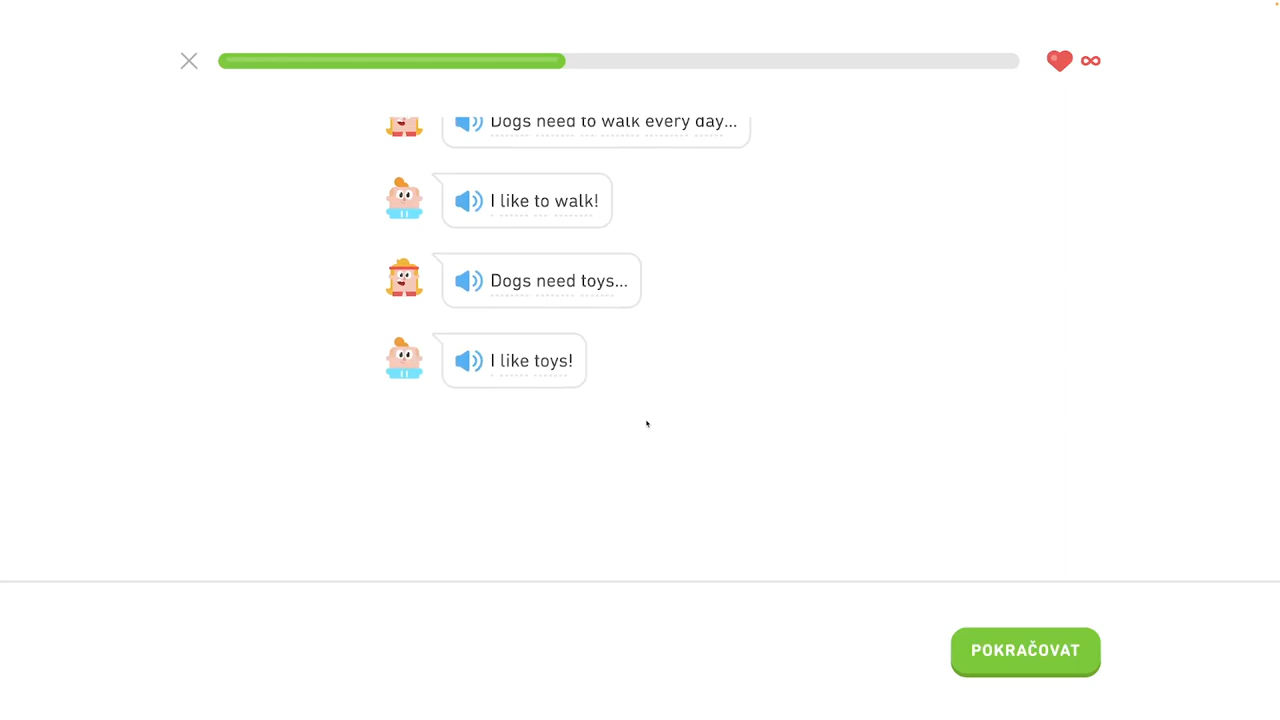 Dogs need to walk every day...
I like to walk!
Dogs need toys...
I like toys!
POKRAČOVAT